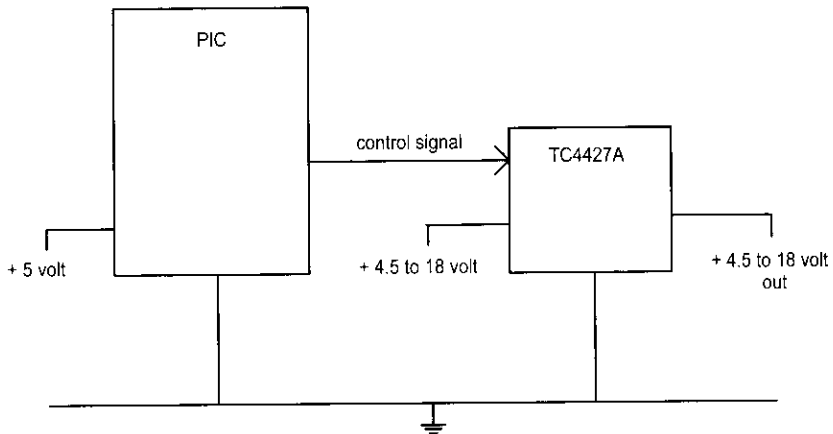 PIC
control signal
TC4427A
+ 5 volt
+ 4.5 to 18 volt
+ 4.5 to 18 volt
out